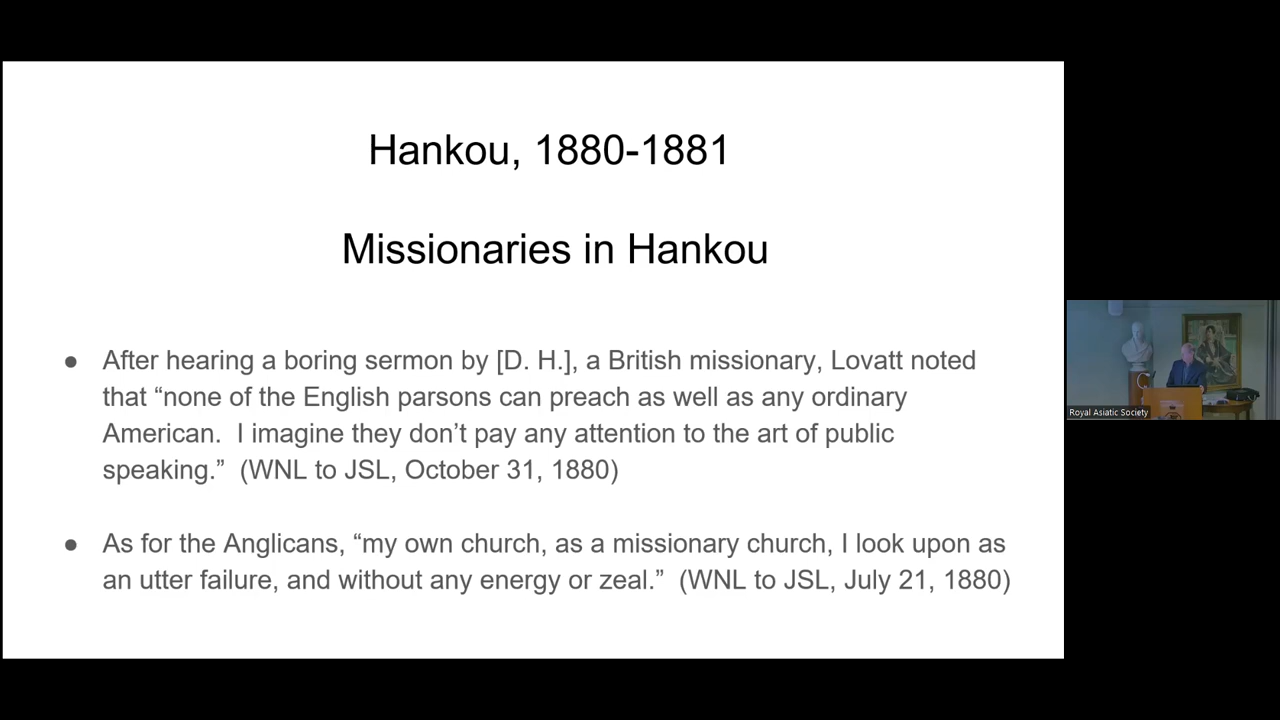 Hankou, 1880-1881
Missionaries in Hankou
● After hearing a boring sermon by [D. H.], a British missionary, Lovatt noted
that “none of the English parsons can preach as well as any ordinary
American.  I imagine they don’t pay any attention to the art of public
speaking.”  (WNL to JSL, October 31, 1880)
● As for the Anglicans, “my own church, as a missionary church, I look upon as
an utter failure, and without any energy or zeal.”  (WNL to JSL, July 21, 1880)
Royal Asiatic Society